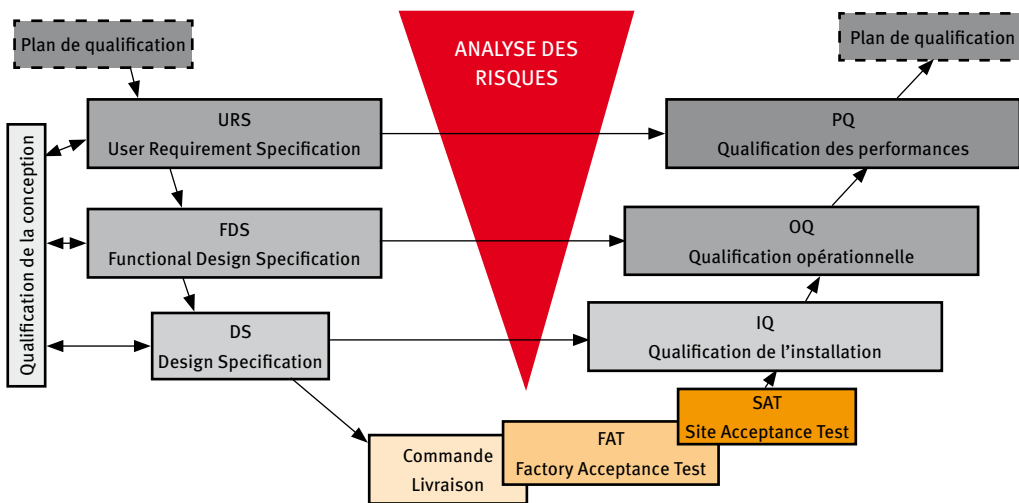 Plan de qualification
ANALYSE DES
RISQUES
Plan de qualification
URS
User Requirement Specification
PQ
Qualification des performances
Qualification de la conception
FDS
Functional Design Specification
OQ
Qualification opérationnelle
DS
Design Specification
IQ
Qualification de l'installation
SAT
Site Acceptance Test
FAT
Factory Acceptance Test
Commande
Livraison